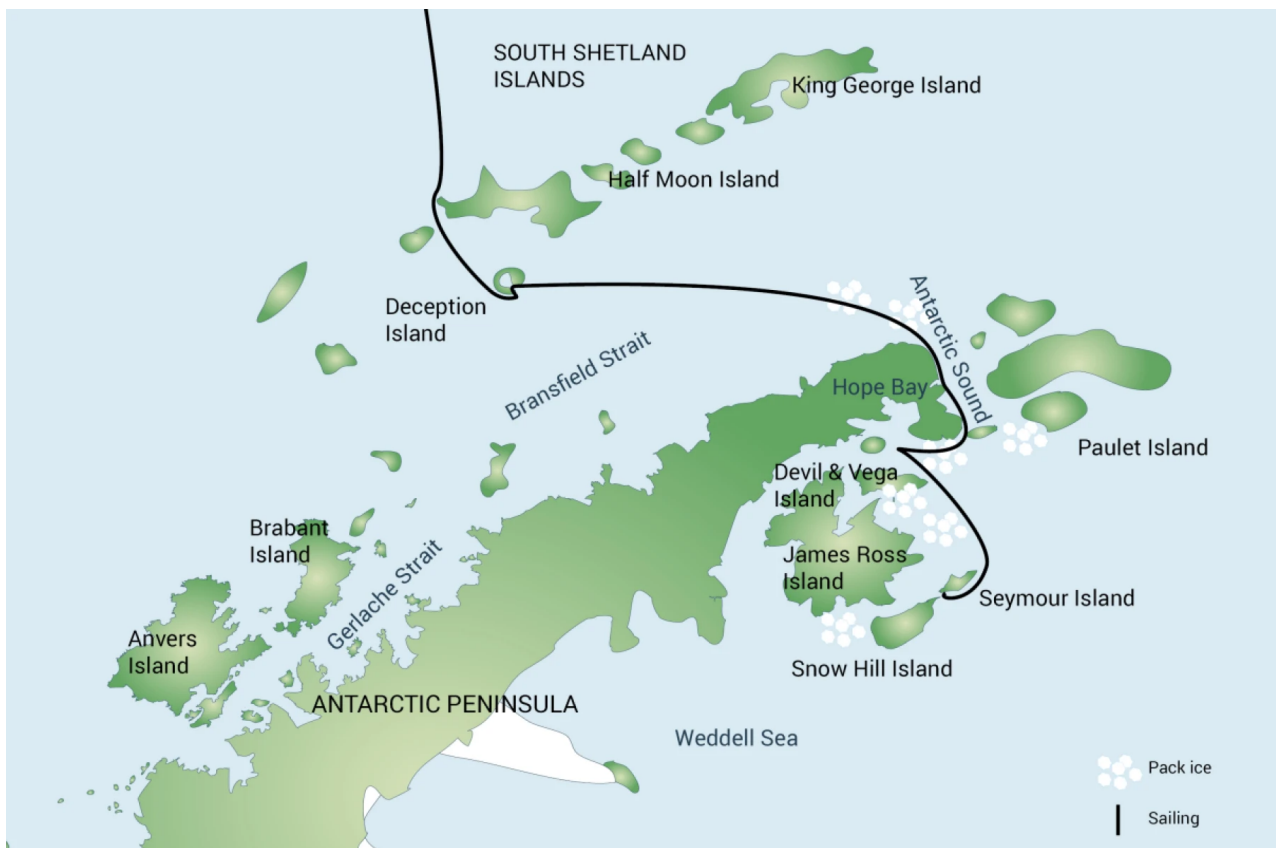 SOUTH SHETLAND
ISLANDS
King George Island
Half Moon Island
Deception
Island
Bransfield Strait
Antarctic Sound
Hope Bay
Paulet Island
Devil & Vega
Island
Brabant
Island
James Ross
Island
Gerlache Strait
Seymour Island
Anvers
Island
Snow Hill Island
ANTARCTIC PENINSULA
Weddell Sea
Pack ice
Sailing